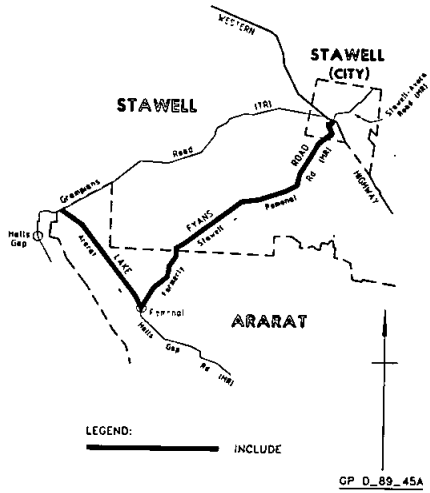 WESTERN
STAWELL
(CITY)
STAWELL
Stawell-Avoca
Road (MR)
(TR)
Road
Grampians
ROAD
(MR)
HIGHWAY
FYANS
Stawell
Pomonal
Rd
Halls
Gap
Ararat
LAKE
Formerly
Pomonal
ARARAT
Halls
Gap
Rd (MR)
LEGEND:
INCLUDE
GP D_89_45A